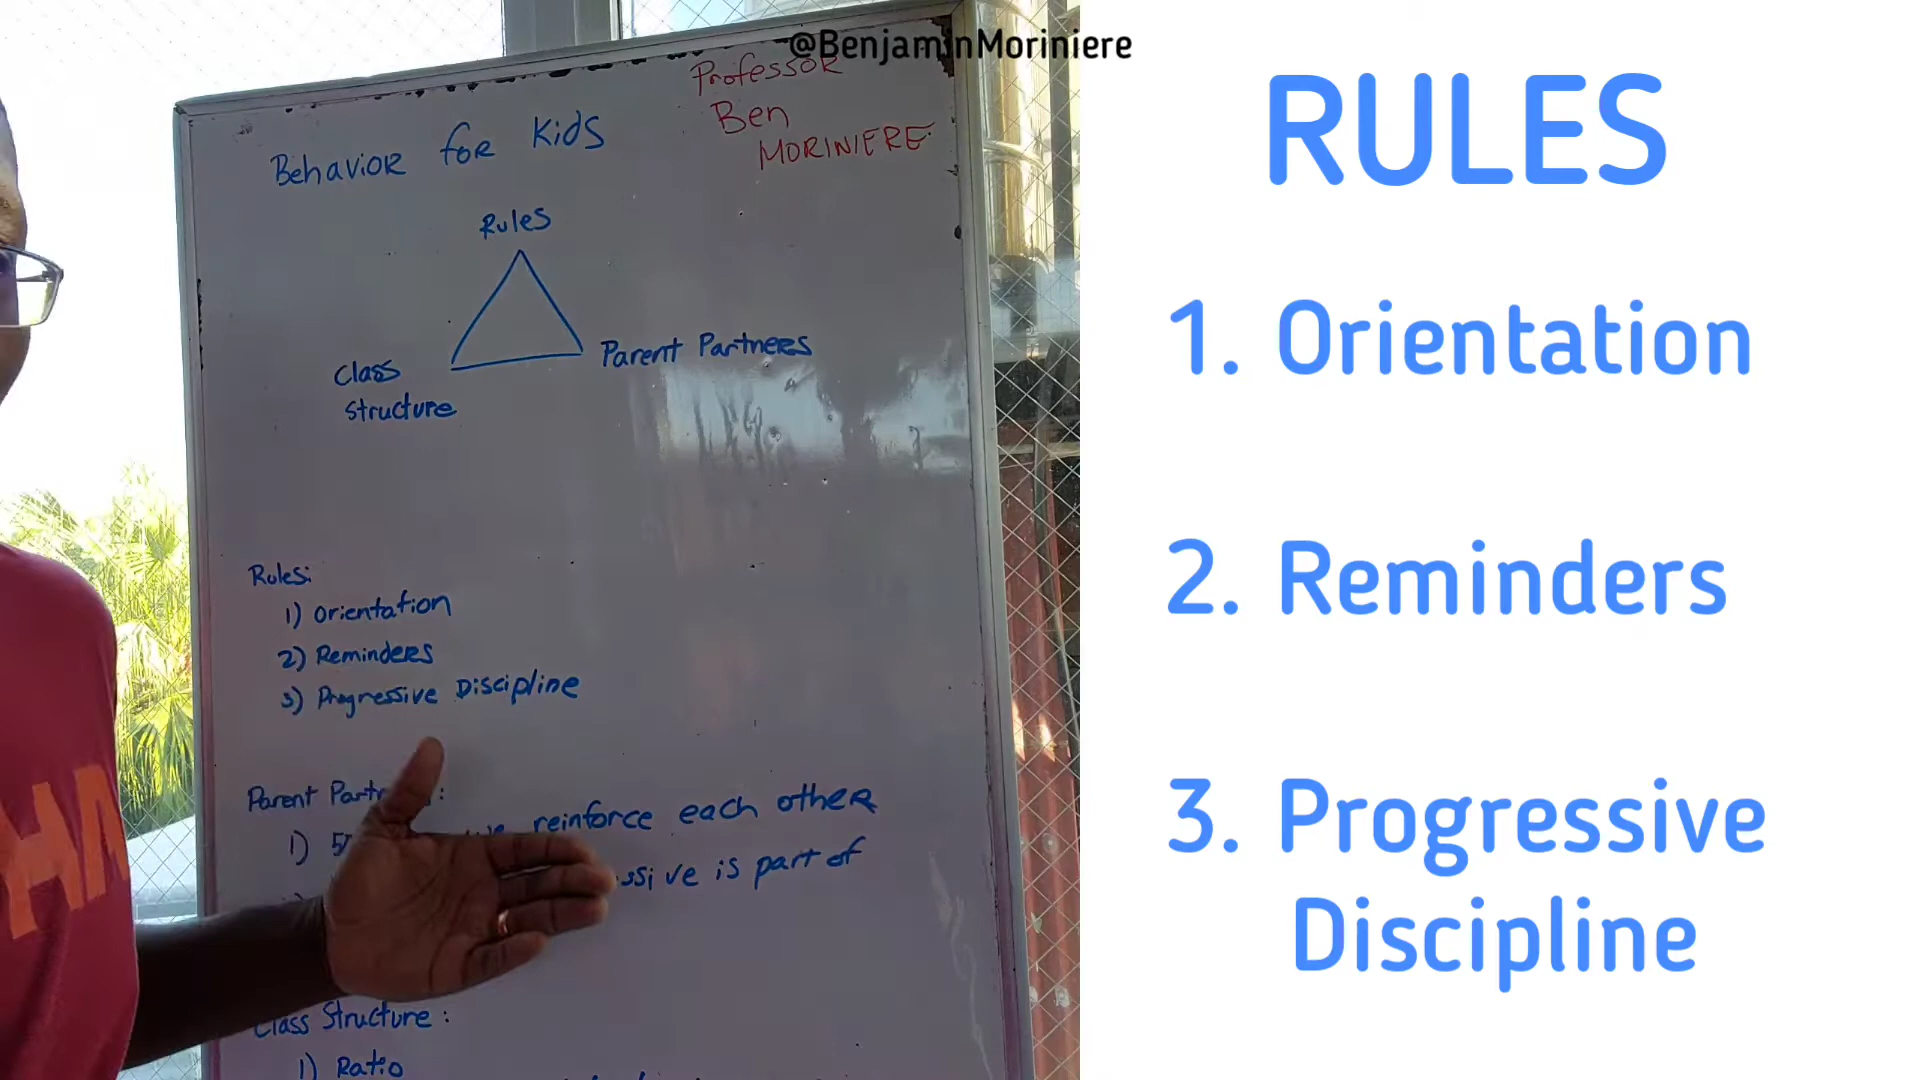 @BenjaminMoriniere
Professor
Ben
MORINIERE
Behavior for Kids
Rules
Class
Structure
Parent Partners
Rules:
1) Orientation
2) Reminders
3) Progressive Discipline
Parent
1) reinforce each other
is part of
Class Structure:
1) Ratio
HA
RULES
1. Orientation
2. Reminders
3. Progressive
Discipline